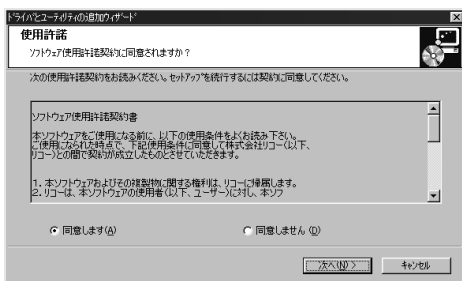 ドライバとユーティリティの追加ウィザード
使用許諾
ソフトウェア使用許諾契約に同意されますか？
次の使用許諾契約をお読みください。セットアップを続行するには契約に同意してください。
ソフトウェア使用許諾契約書
本ソフトウェアをご使用になる前に、以下の使用条件をよくお読み下さい。
ご使用になられた時点で、下記使用条件に同意して株式会社リコー（以下、
リコー）との間で契約が成立したものとさせていただきます。
1. 本ソフトウェアおよびその複製物に関する権利は、リコーに帰属します。
2. リコーは、本ソフトウェアの使用者（以下、ユーザー）に対し、本ソフ
同意します(A)
同意しません (D)
次へ(N) >
キャンセル